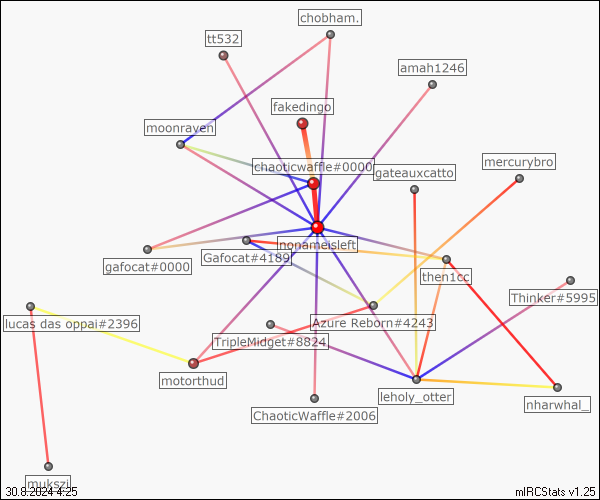 chobham.
tt532
amah1246
fakedingo
moonraven
mercurybro
chaoticwaffle#0000
gateauxcatto
nonameisleft
Gafocat#4189
gafocat#0000
then1cc
Thinker#5995
lucas das oppai#2396
Azure Reborn#4243
TripleMidget#8824
motorthud
leholy_otter
nharwhal_
ChaoticWaffle#2006
mukszi
30.8.2024 4:25
mIRCStats v1.25